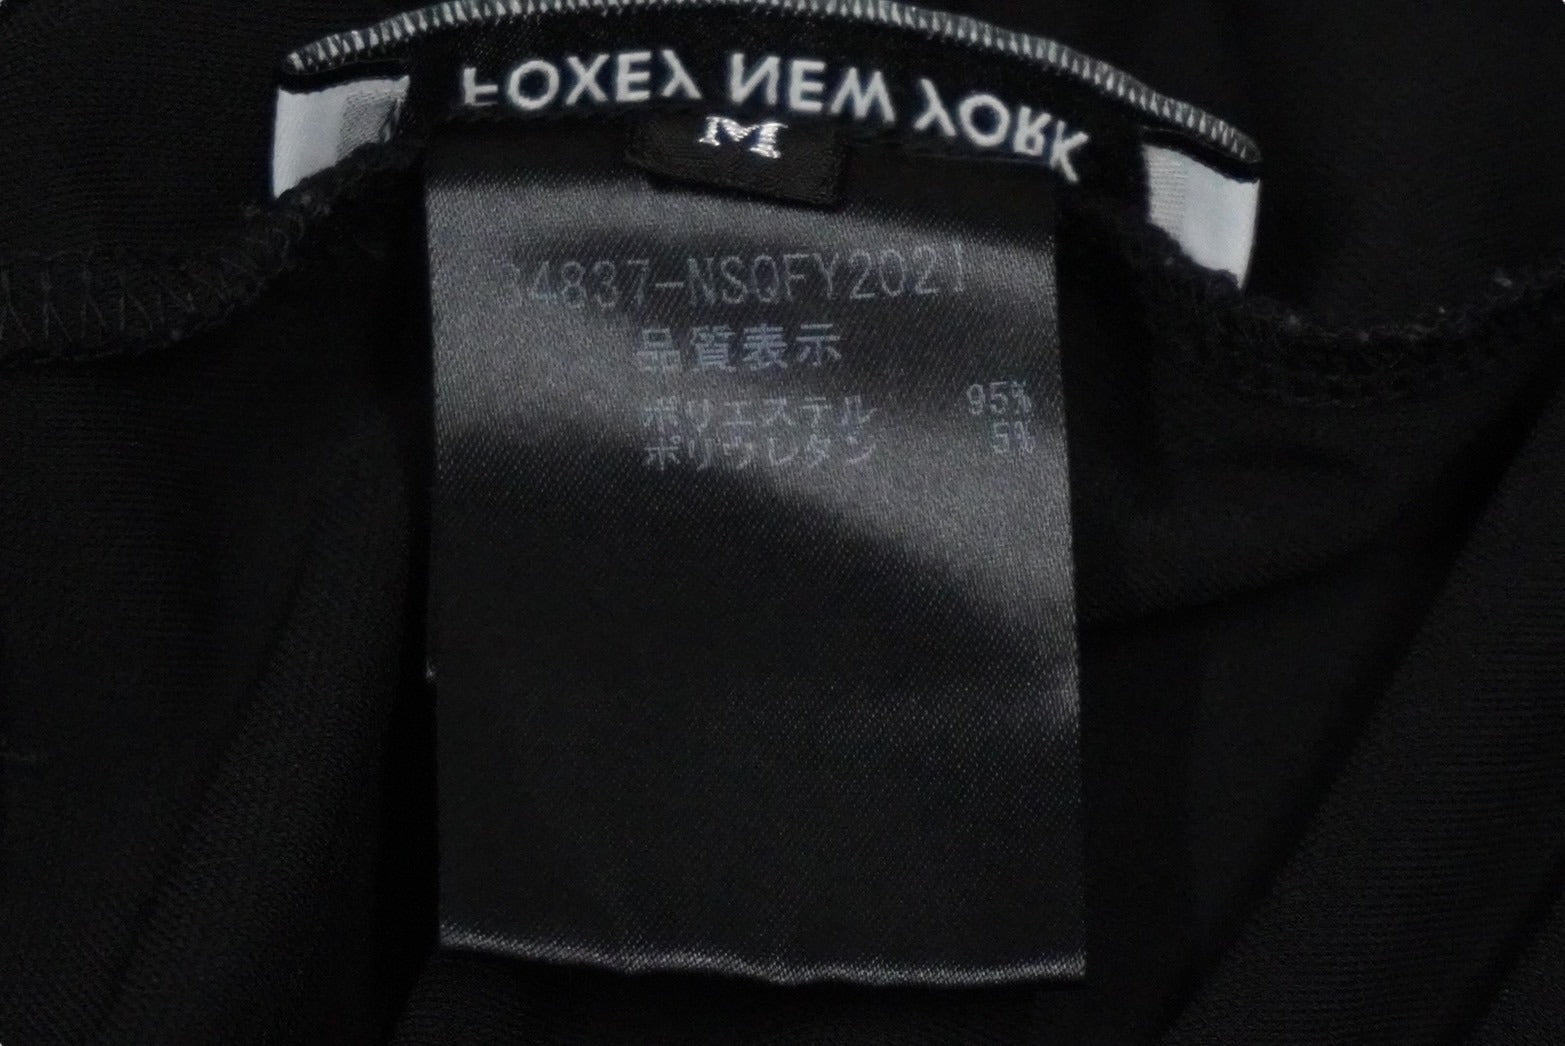 FOXEY NEW YORK
M
34837-NSQFY2021
品質表示
ポリエステル 95%
ポリウレタン 5%